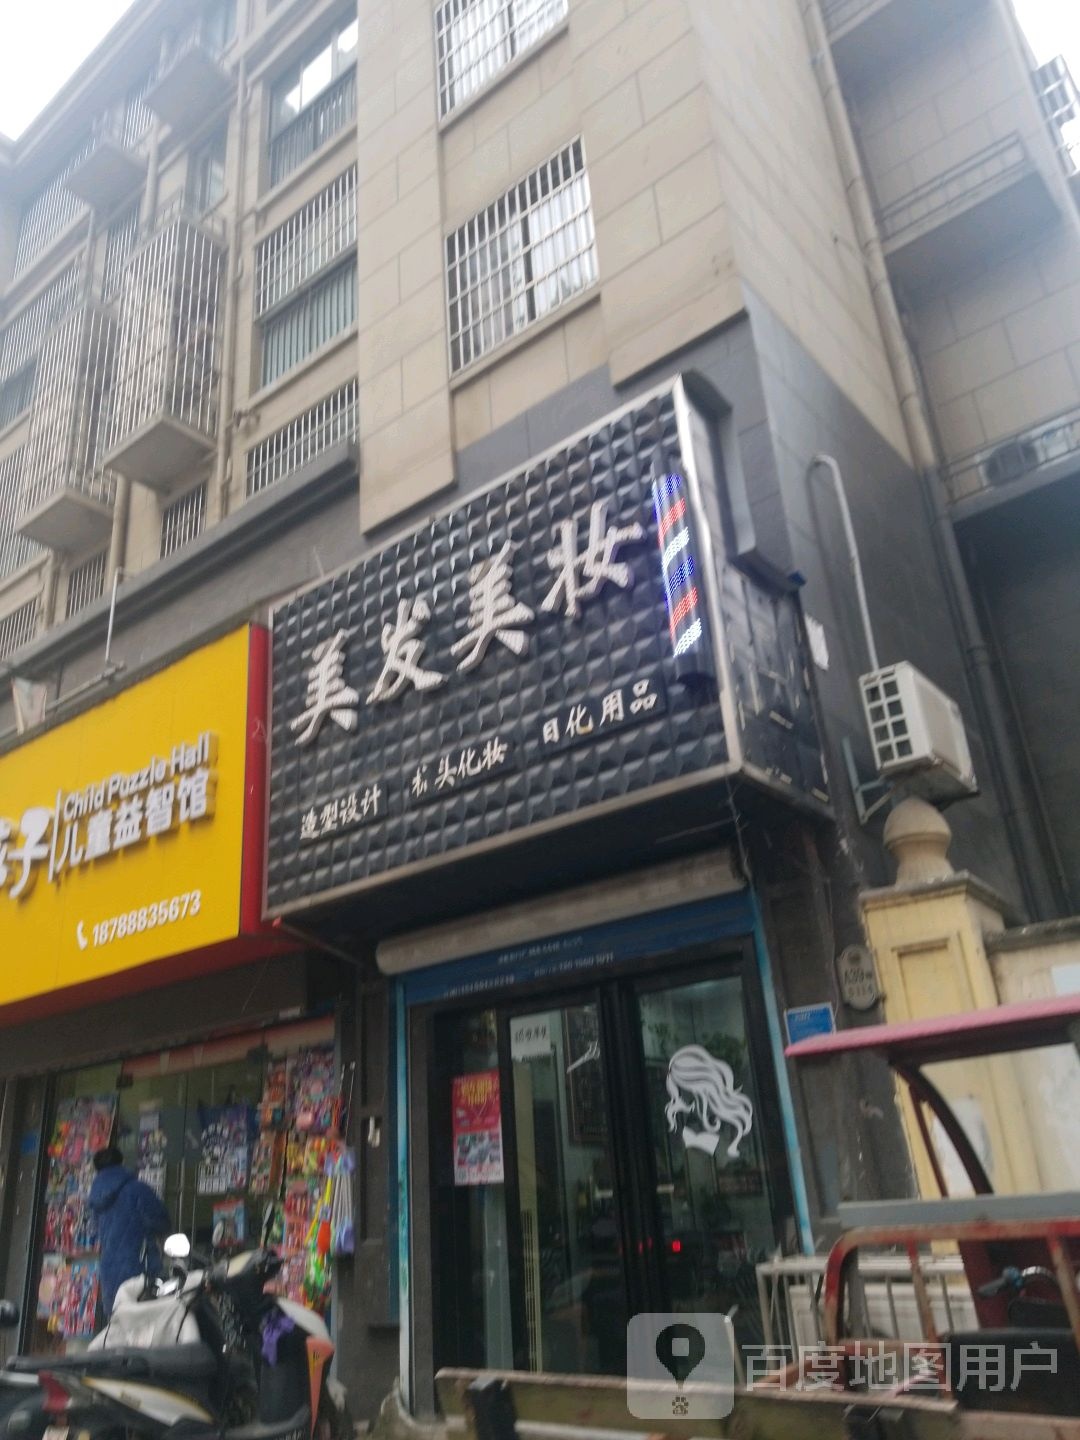 美发美妆
造型设计 头化妆 日化用品
子
Child Puzzle Hall
儿童益智馆
18788835673
百度地图用户